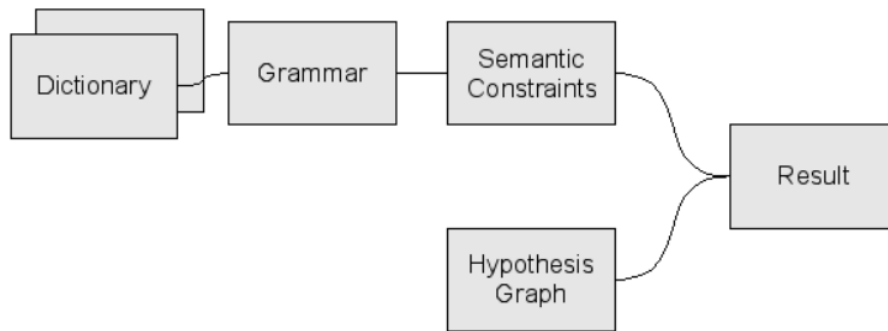 Dictionary
Grammar
Semantic
Constraints
Result
Hypothesis
Graph